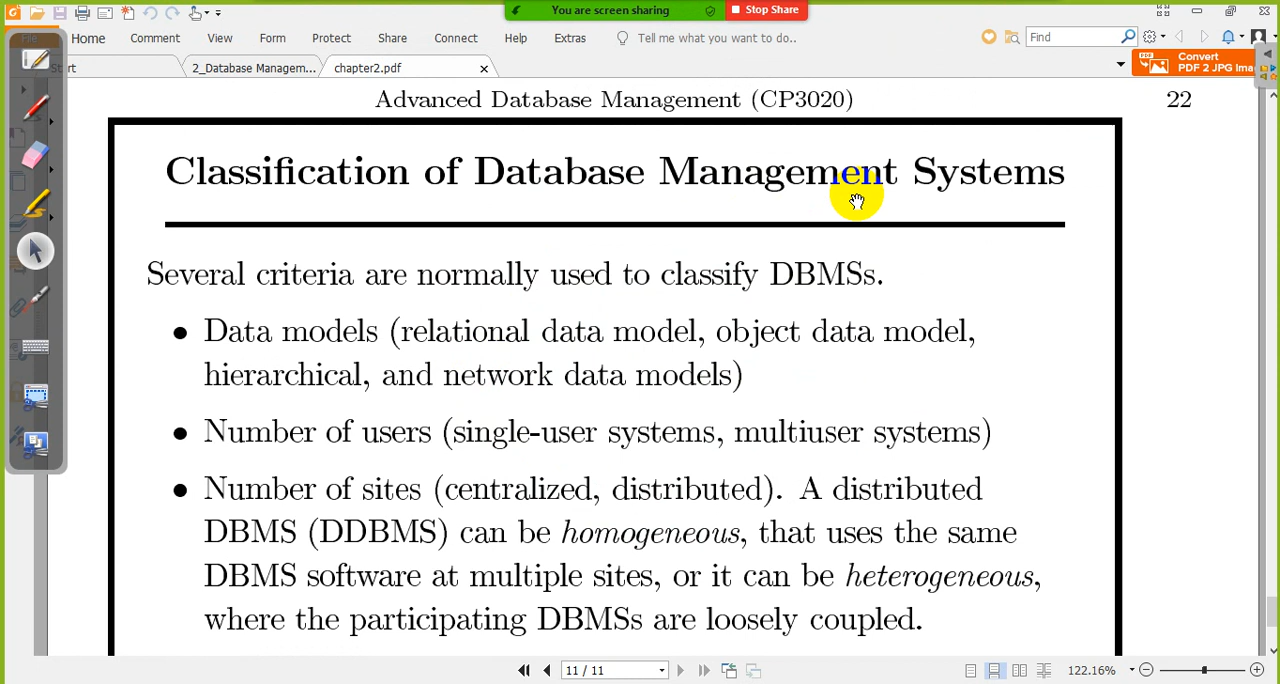 You are screen sharing
Stop Share
File
Home
Comment
View
Form
Protect
Share
Connect
Help
Extras
Tell me what you want to do..
Find
Start
2_Database Managem...
chapter2.pdf
Convert
PDF 2 JPG Ima
Advanced Database Management (CP3020)
22
Classification of Database Management Systems
Several criteria are normally used to classify DBMSs.
• Data models (relational data model, object data model,
hierarchical, and network data models)
• Number of users (single-user systems, multiuser systems)
• Number of sites (centralized, distributed). A distributed
DBMS (DDBMS) can be homogeneous, that uses the same
DBMS software at multiple sites, or it can be heterogeneous,
where the participating DBMSs are loosely coupled.
11 / 11
122.16%